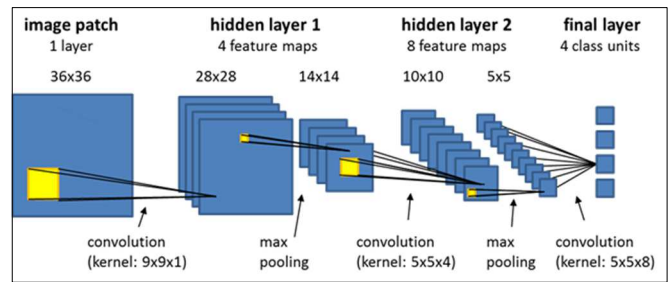 image patch
1 layer
36x36
hidden layer 1
4 feature maps
28x28 14x14
hidden layer 2
8 feature maps
10x10 5x5
final layer
4 class units
convolution
(kernel: 9x9x1)
max
pooling
convolution
(kernel: 5x5x4)
max
pooling
convolution
(kernel: 5x5x8)